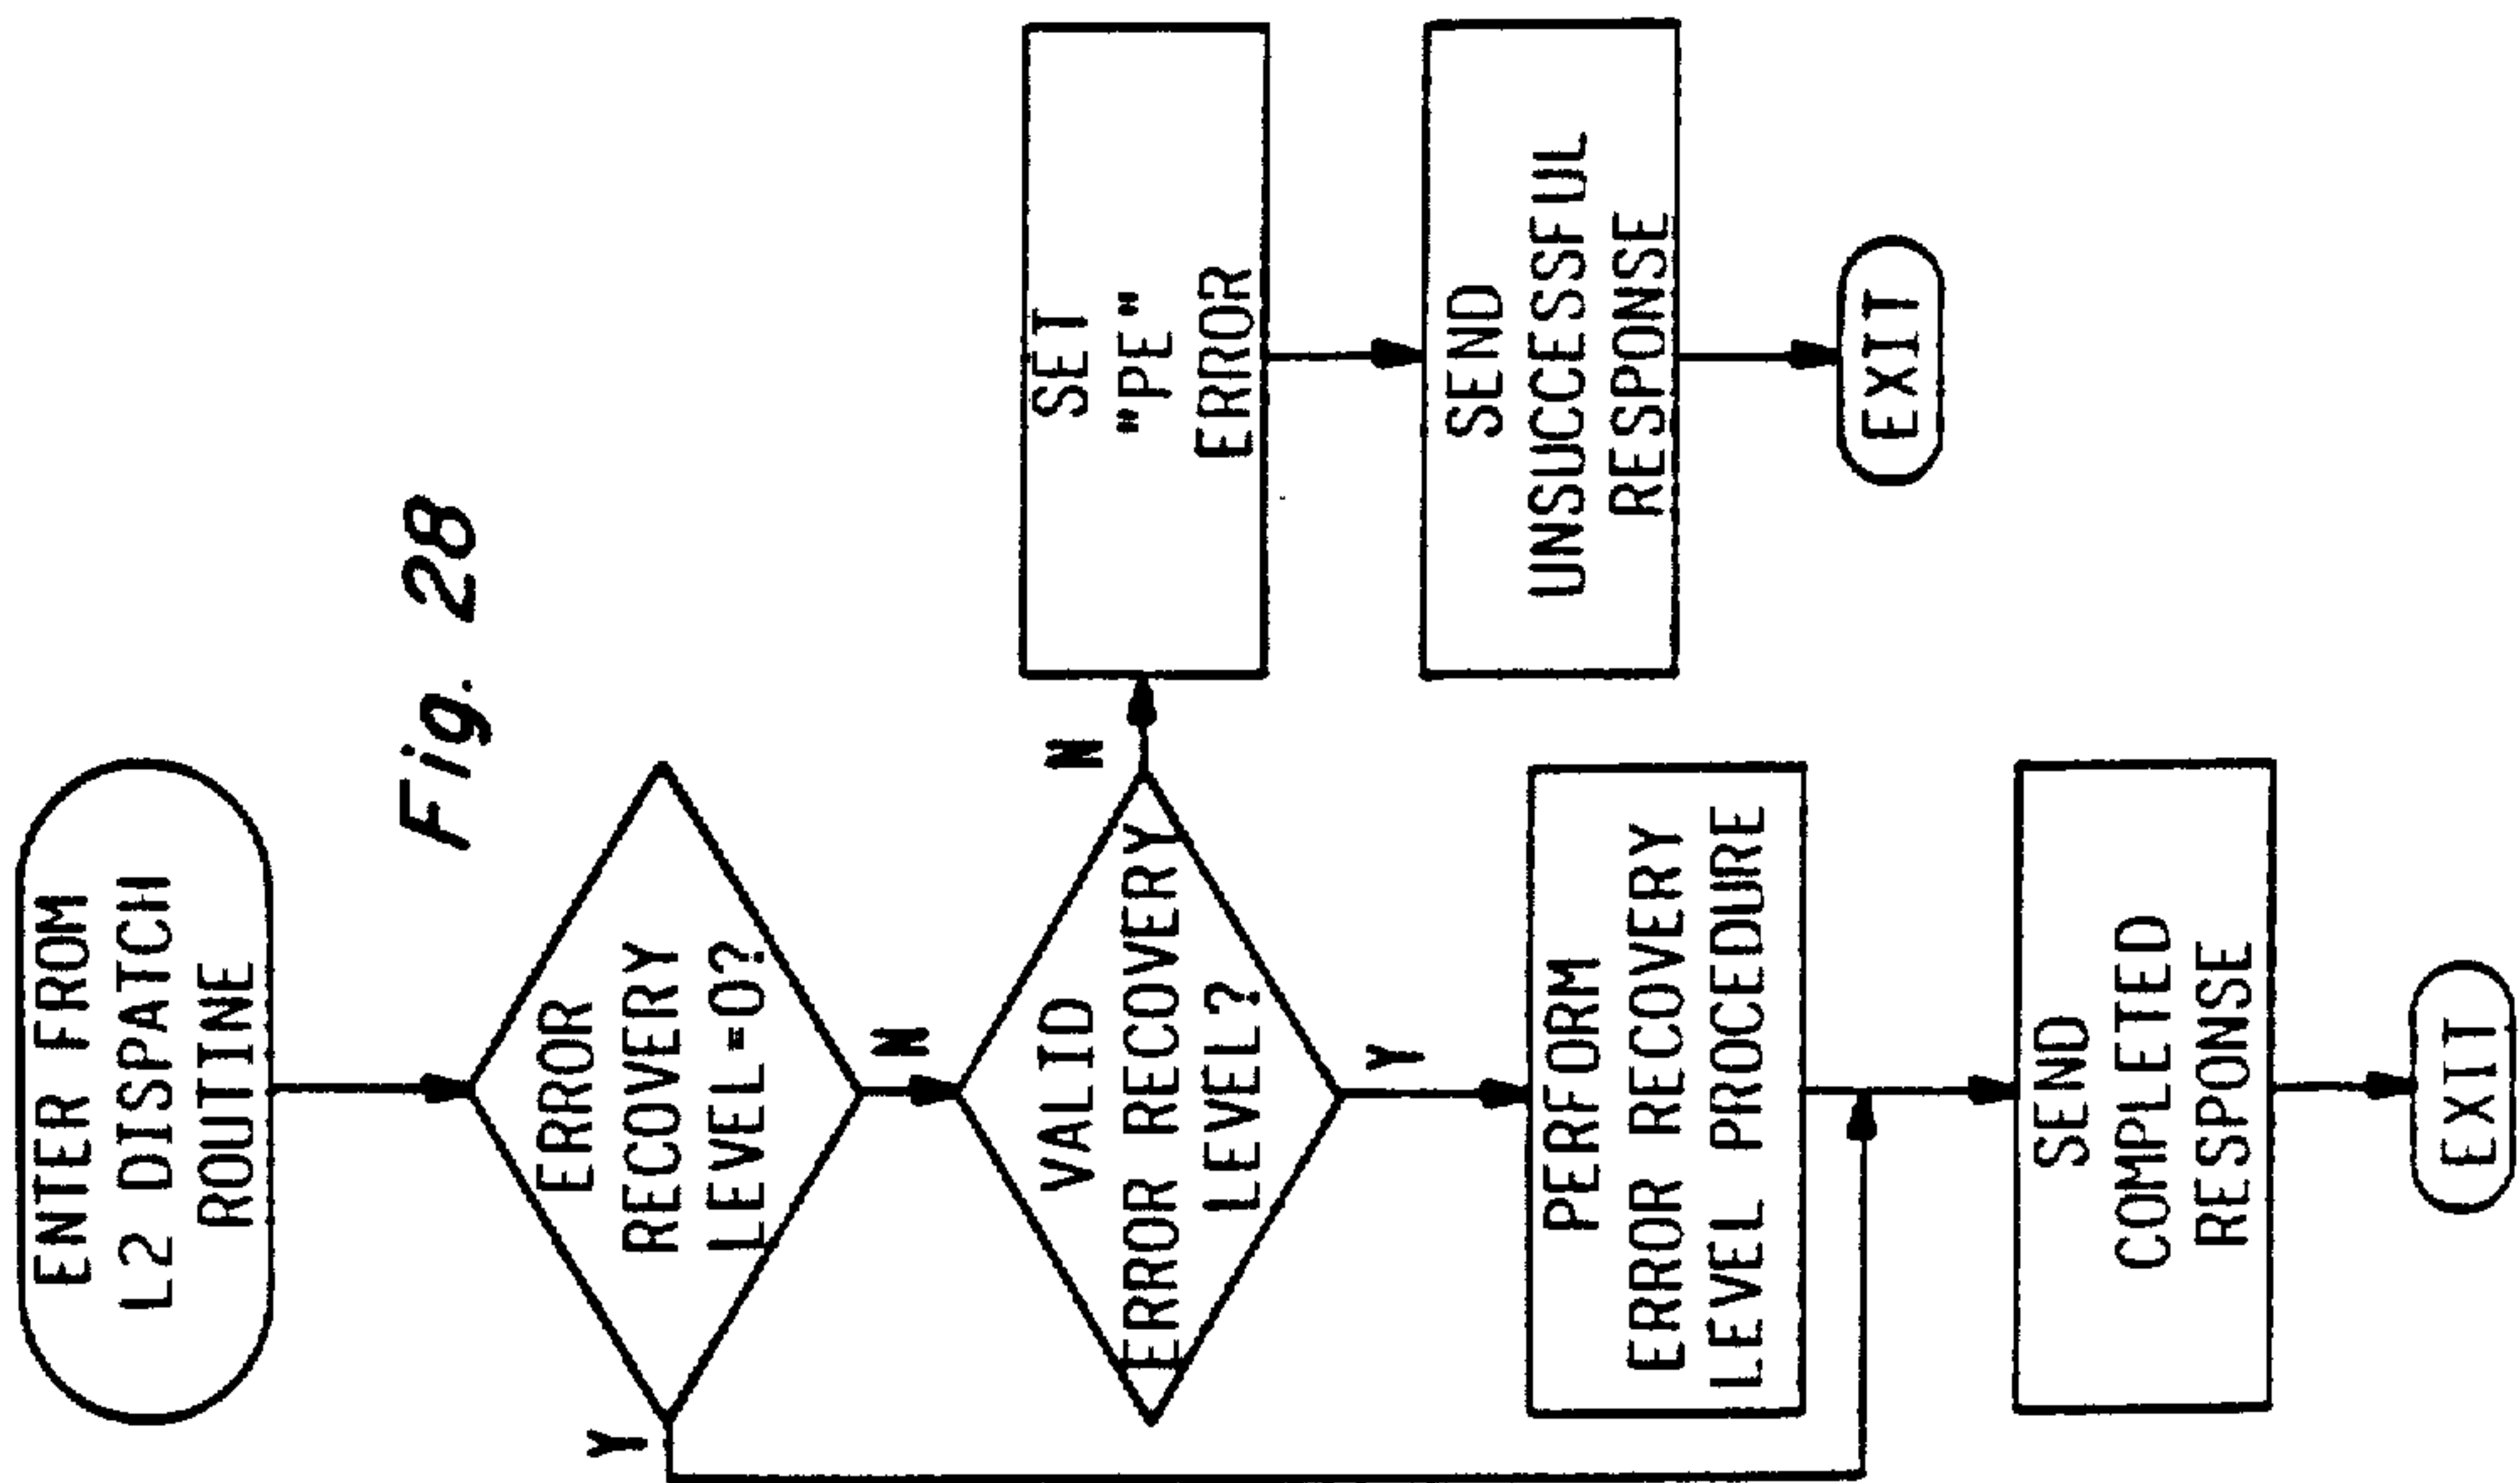 Fig. 28
ENTER FROM
L2 DISPATCH
ROUTINE
ERROR
RECOVERY
LEVEL=0?
Y
N
VALID
ERROR RECOVERY
LEVEL?
N
Y
SET
"PE"
ERROR
SEND
UNSUCCESSFUL
RESPONSE
EXIT
PERFORM
ERROR RECOVERY
LEVEL PROCEDURE
SEND
COMPLETED
RESPONSE
EXIT